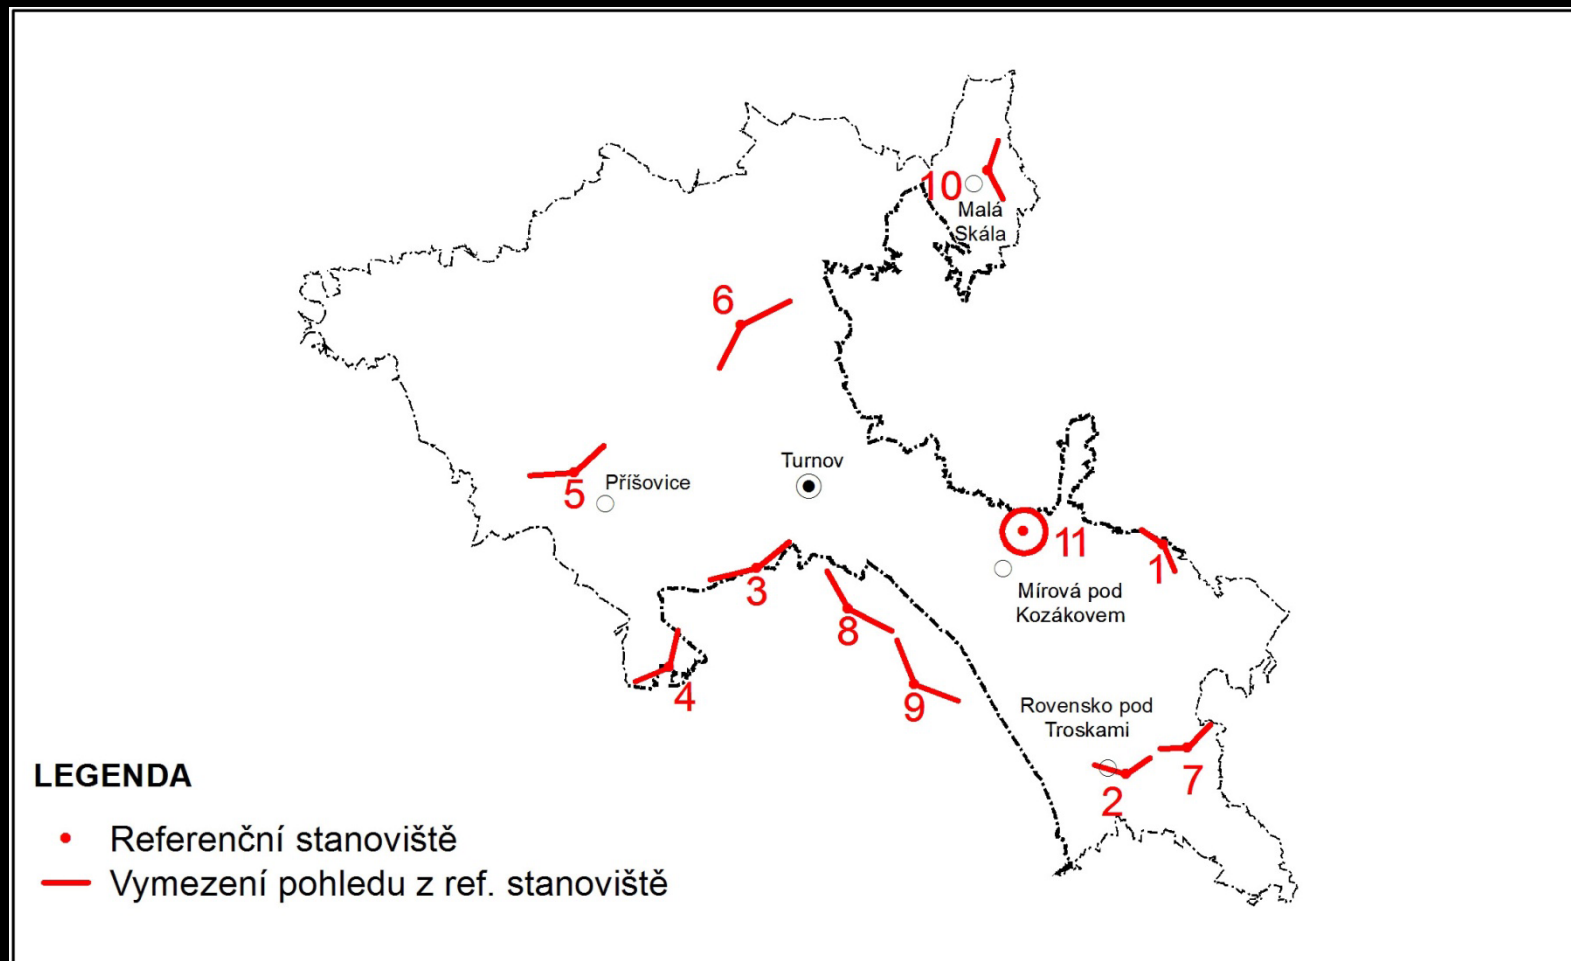 10
Malá
Skála
6
Turnov
Příšovice
5
11
1
3
Mírová pod
Kozákovem
8
4
9
Rovensko pod
Troskami
7
2
LEGENDA
Referenční stanoviště
Vymezení pohledu z ref. stanoviště